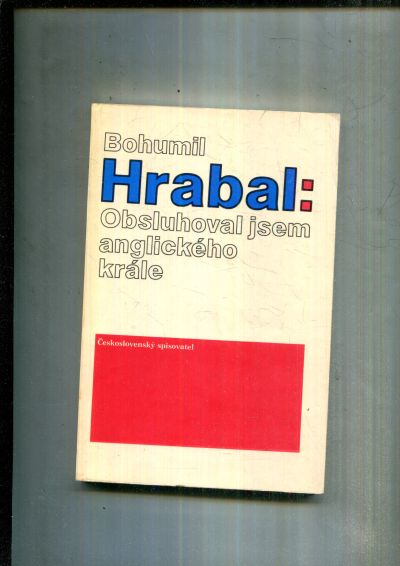 Bohumil
Hrabal:
Obsluhoval jsem
anglického
krále
Československý spisovatel